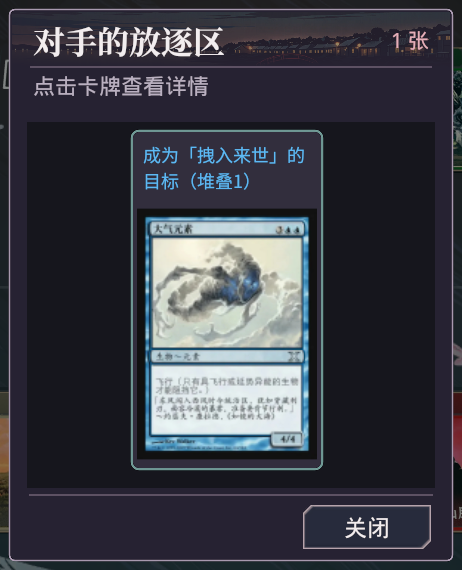 对手的放逐区
1 张
点击卡牌查看详情
成为「拽入来世」的
目标（堆叠1）
大气元素
3
生物～元素
飞行（只有具飞行或延势异能的生物
才能阻挡它。）
4/4
关闭